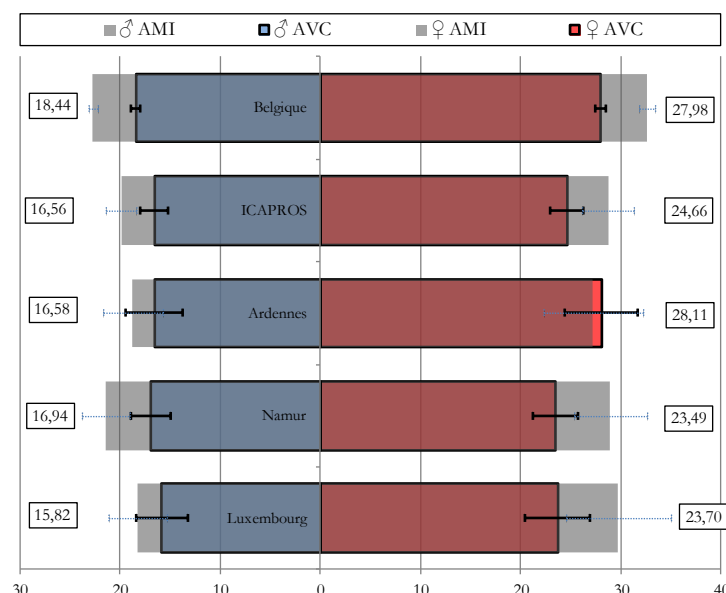 ♂ AMI ♂ AVC ♀ AMI ♀ AVC
18,44 Belgique 27,98
16,56 ICAPROS 24,66
16,58 Ardennes 28,11
16,94 Namur 23,49
15,82 Luxembourg 23,70
30 20 10 0 10 20 30 40